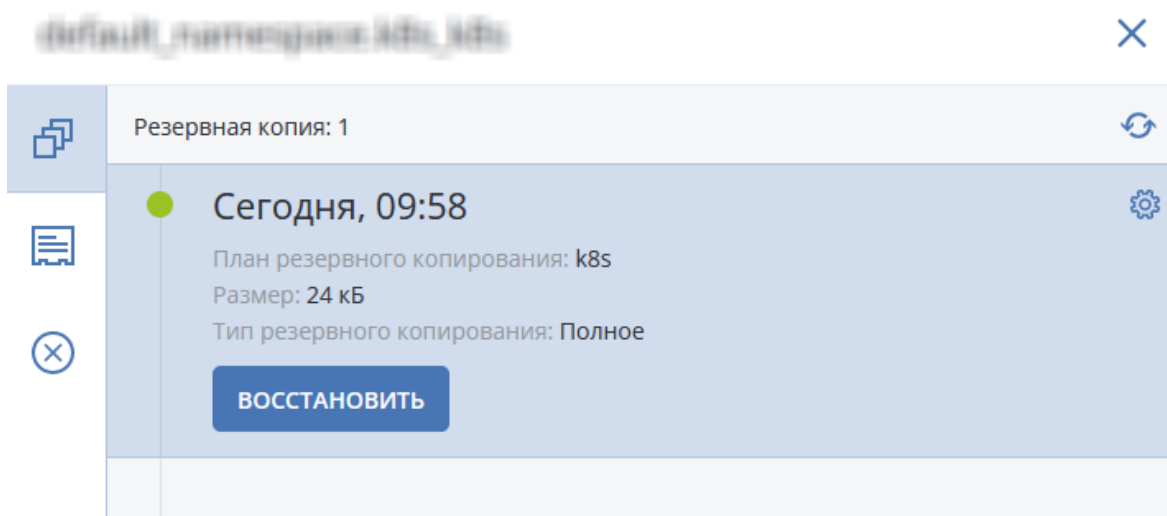 Резервная копия: 1
Сегодня, 09:58
План резервного копирования: k8s
Размер: 24 кБ
Тип резервного копирования: Полное
ВОССТАНОВИТЬ